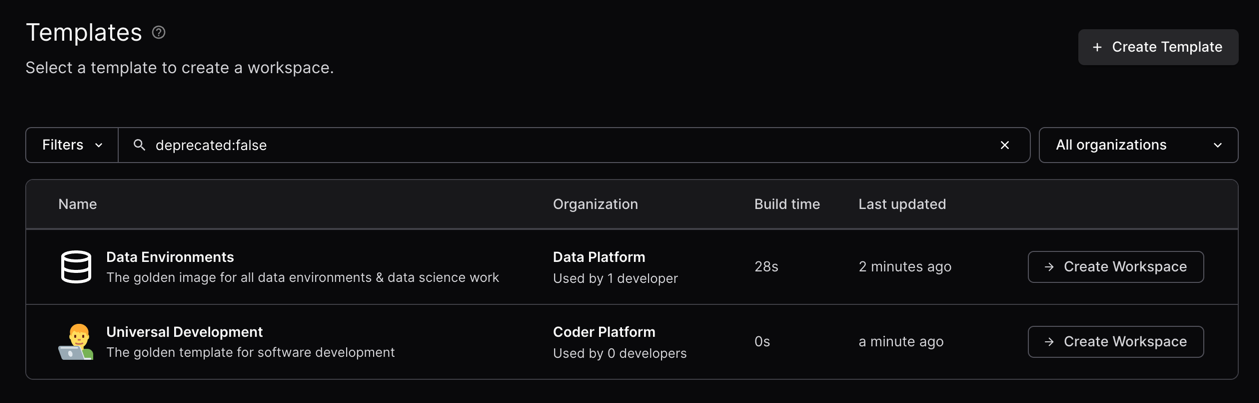 Templates
Select a template to create a workspace.
+ Create Template
Filters
deprecated:false
All organizations
Name Organization Build time Last updated
Data Environments Data Platform
The golden image for all data environments & data science work Used by 1 developer 28s 2 minutes ago → Create Workspace
Universal Development Coder Platform
The golden template for software development Used by 0 developers 0s a minute ago → Create Workspace